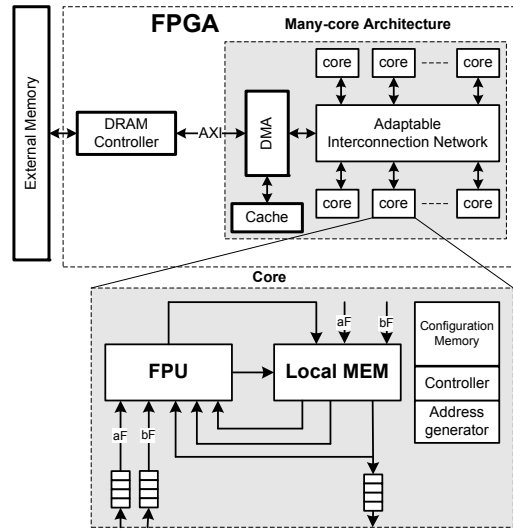 FPGA
Many-core Architecture
External Memory
DRAM
Controller
AXI
DMA
Cache
core
core
core
Adaptable
Interconnection Network
core
core
core
Core
FPU
Local MEM
aF
bF
Configuration
Memory
Controller
Address
generator
aF
bF